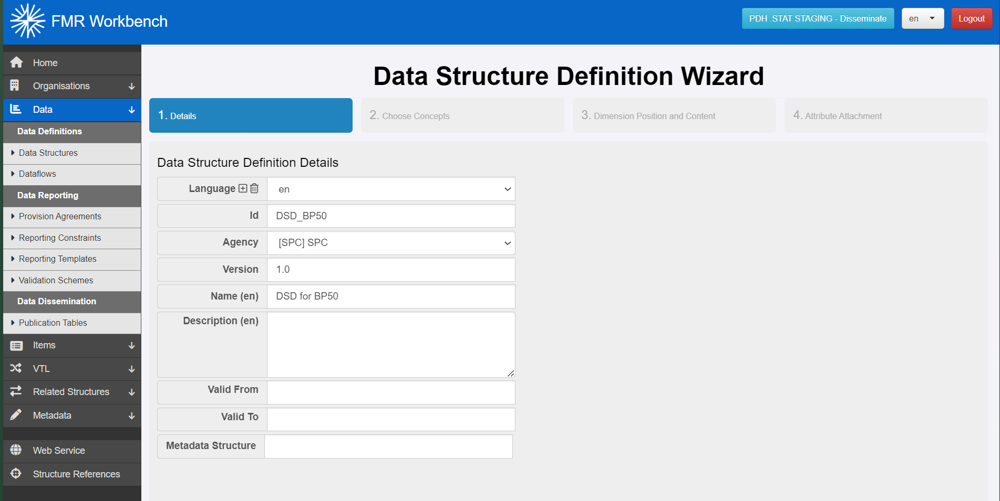 FMR Workbench
PDH .STAT STAGING - Disseminate
en
Logout
Home
Organisations
Data
Data Definitions
Data Structures
Dataflows
Data Reporting
Provision Agreements
Reporting Constraints
Reporting Templates
Validation Schemes
Data Dissemination
Publication Tables
Items
VTL
Related Structures
Metadata
Web Service
Structure References
Data Structure Definition Wizard
1. Details
2. Choose Concepts
3. Dimension Position and Content
4. Attribute Attachment
Data Structure Definition Details
Language en
Id DSD_BP50
Agency [SPC] SPC
Version 1.0
Name (en) DSD for BP50
Description (en)
Valid From
Valid To
Metadata Structure